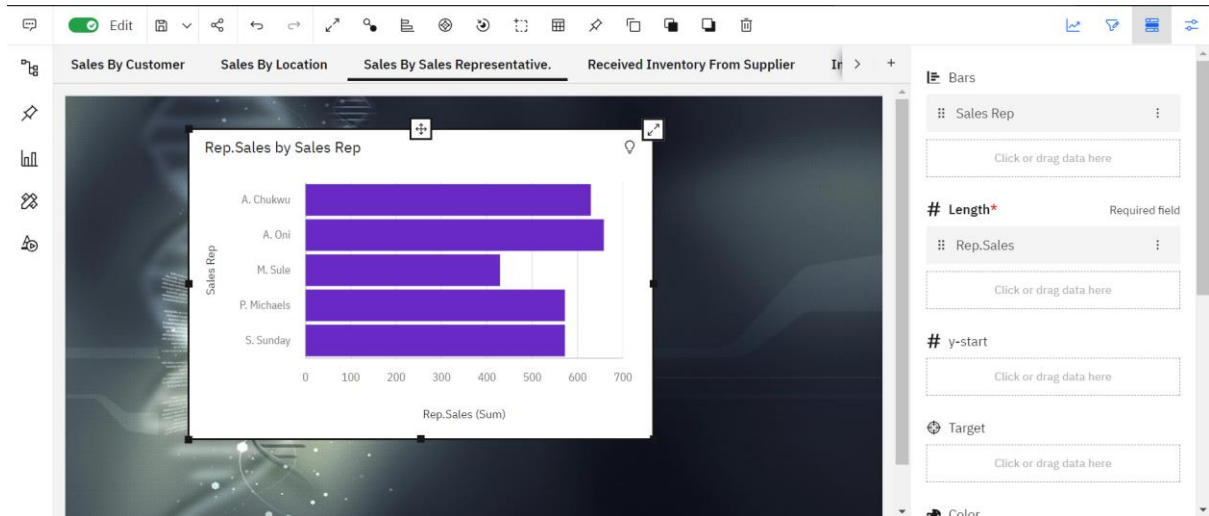 Edit
Sales By Customer
Sales By Location
Sales By Sales Representative.
Received Inventory From Supplier
Rep.Sales by Sales Rep
Sales Rep
A. Chukwu
A. Oni
M. Sule
P. Michaels
S. Sunday
0 100 200 300 400 500 600 700
Rep.Sales (Sum)
Bars
Sales Rep
Click or drag data here
# Length* Required field
Rep.Sales
Click or drag data here
# y-start
Click or drag data here
Target
Click or drag data here
Color